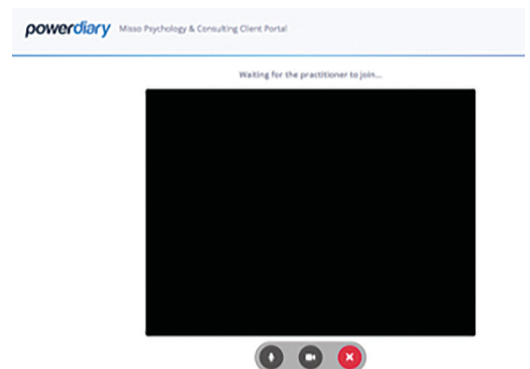 powerdiary Misso Psychology & Consulting Client Portal
Waiting for the practitioner to join...